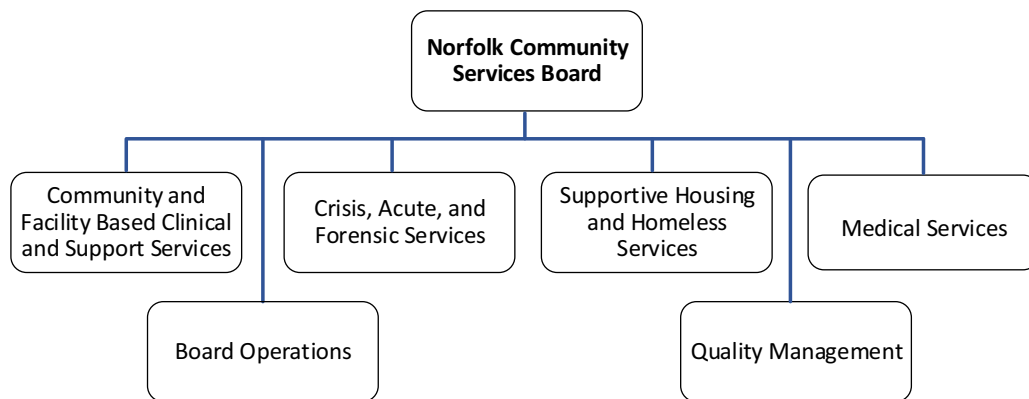 Norfolk Community
Services Board
Community and
Facility Based Clinical
and Support Services
Crisis, Acute, and
Forensic Services
Supportive Housing
and Homeless
Services
Medical Services
Board Operations
Quality Management